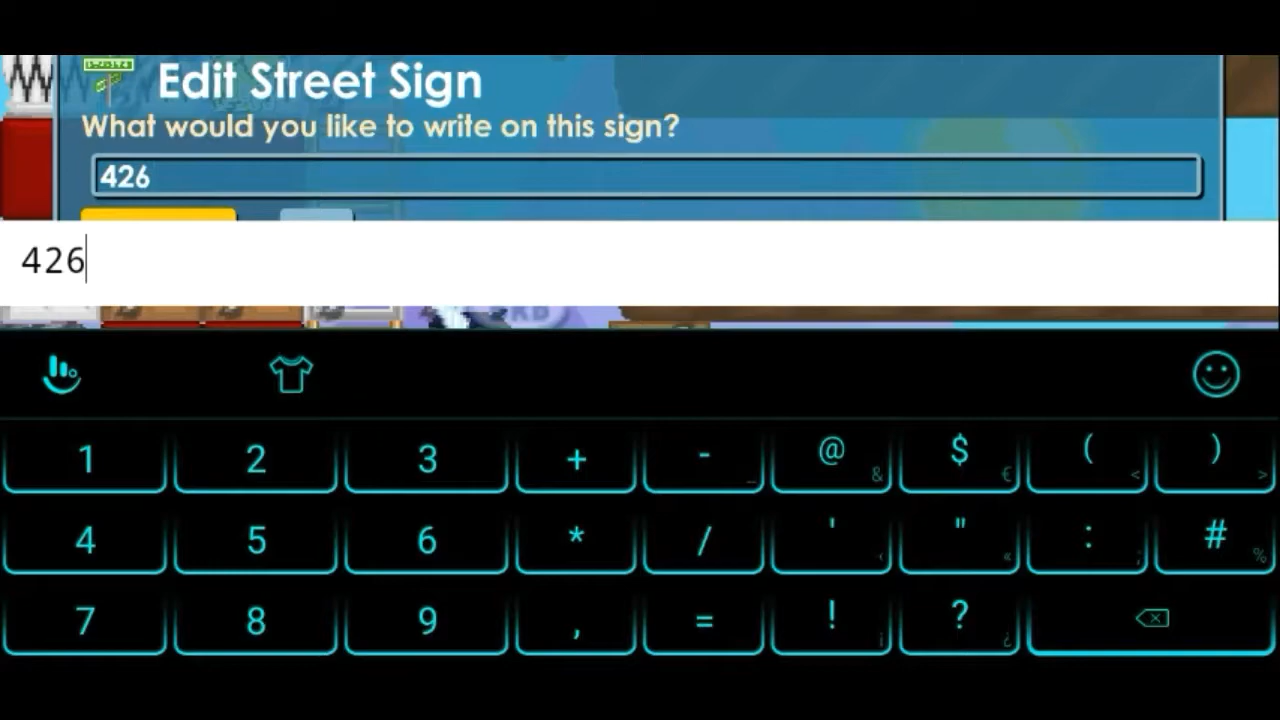 Edit Street Sign
What would you like to write on this sign?
426
426
1 2 3 + - _ @ & $ € ( < ) >
4 5 6 * / ' ‹ " « : ; # %
7 8 9 , = ! ¡ ? ¿